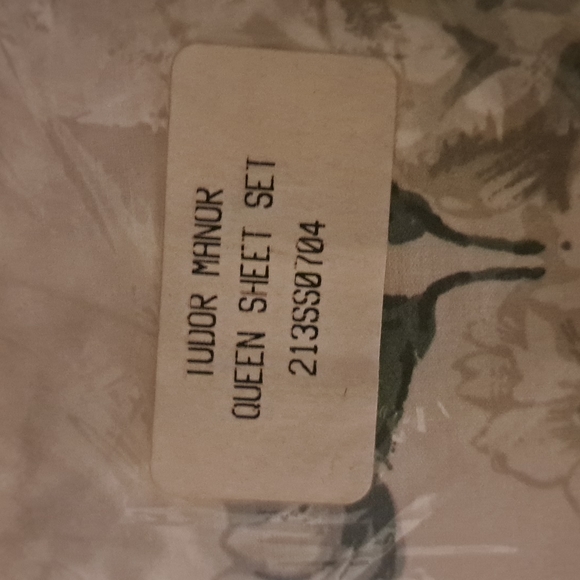 TUDOR MANOR
QUEEN SHEET SET
213SS0704